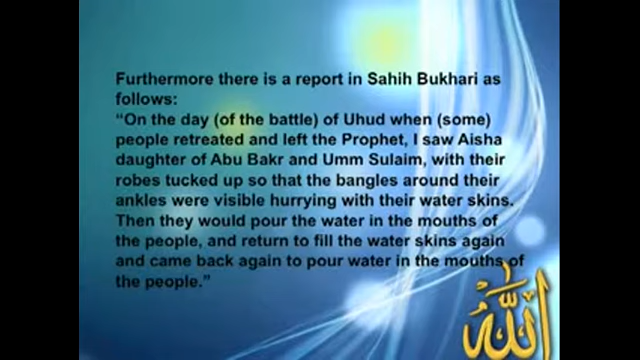 Furthermore there is a report in Sahih Bukhari as
follows:
“On the day (of the battle) of Uhud when (some)
people retreated and left the Prophet, I saw Aisha
daughter of Abu Bakr and Umm Sulaim, with their
robes tucked up so that the bangles around their
ankles were visible hurrying with their water skins.
Then they would pour the water in the mouths of
the people, and return to fill the water skins again
and came back again to pour water in the mouths of
the people.”
الله